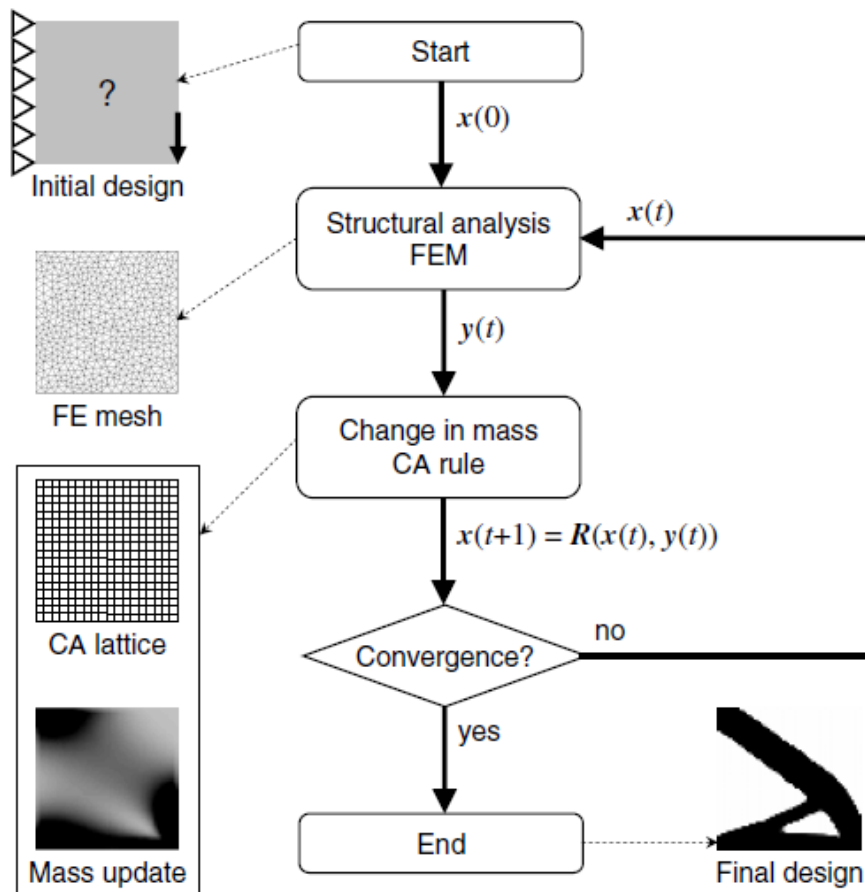 Start
?
x(0)
Initial design
Structural analysis
FEM
x(t)
y(t)
FE mesh
Change in mass
CA rule
x(t+1) = R(x(t), y(t))
CA lattice
Convergence?
no
yes
Mass update
End
Final design